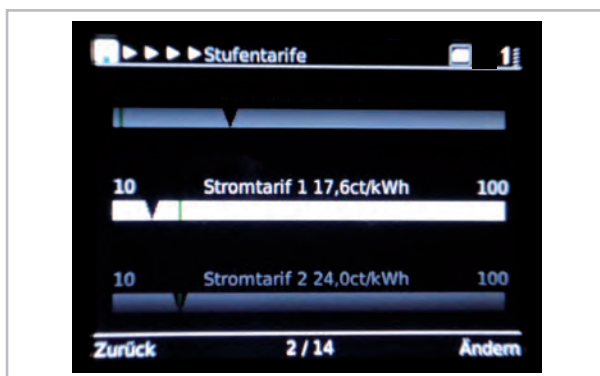 Stufentarife 1
10 Stromtarif 1 17,6ct/kWh 100
10 Stromtarif 2 24,0ct/kWh 100
Zurück 2 / 14 Ändern